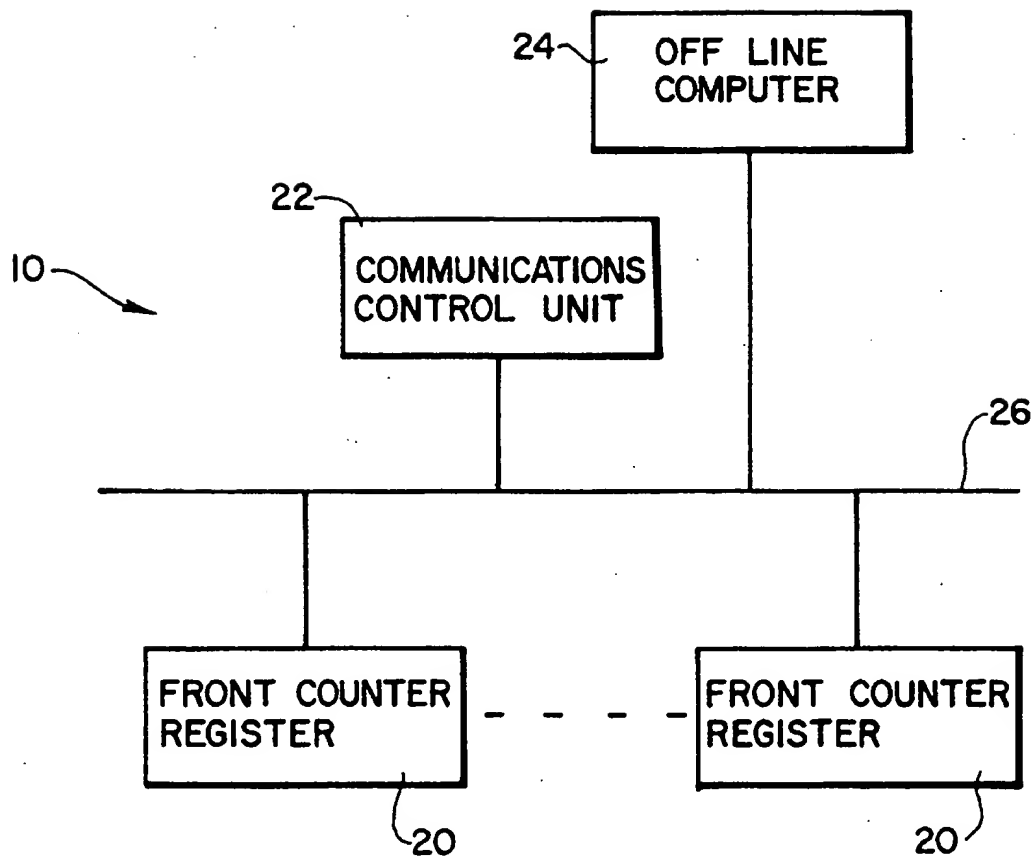 24
OFF LINE
COMPUTER
22
COMMUNICATIONS
CONTROL UNIT
10
26
FRONT COUNTER
REGISTER
20
FRONT COUNTER
REGISTER
20